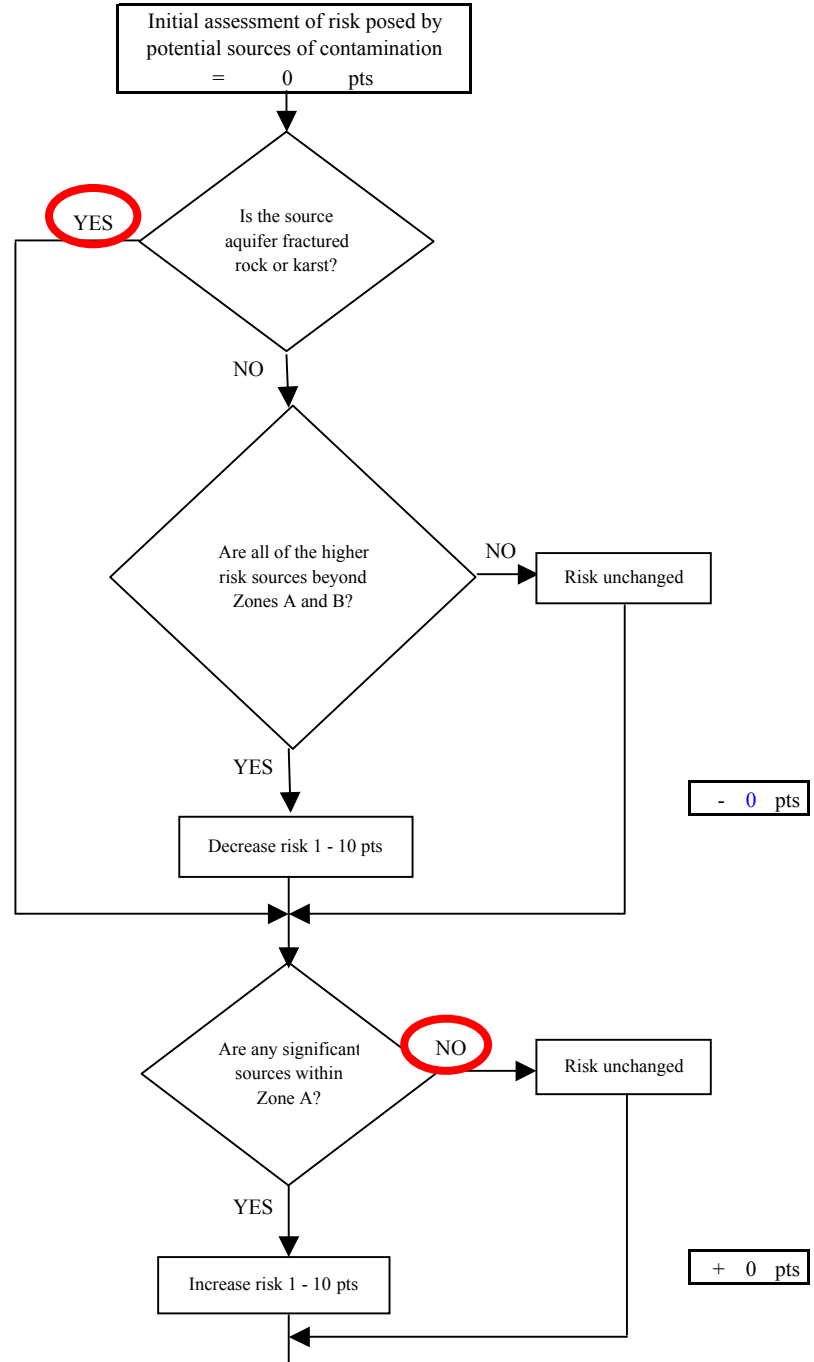 Initial assessment of risk posed by
potential sources of contamination
= 0 pts
YES
Is the source
aquifer fractured
rock or karst?
NO
Are all of the higher
risk sources beyond
Zones A and B?
NO
Risk unchanged
YES
- 0 pts
Decrease risk 1 - 10 pts
Are any significant
sources within
Zone A?
NO
Risk unchanged
YES
+ 0 pts
Increase risk 1 - 10 pts